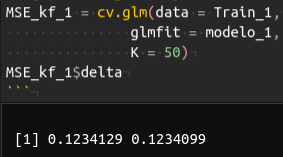 MSE_kf_1 = cv.glm(data = Train_1,
glmfit = modelo_1,
K = 50)
MSE_kf_1$delta
```
[1] 0.1234129 0.1234099